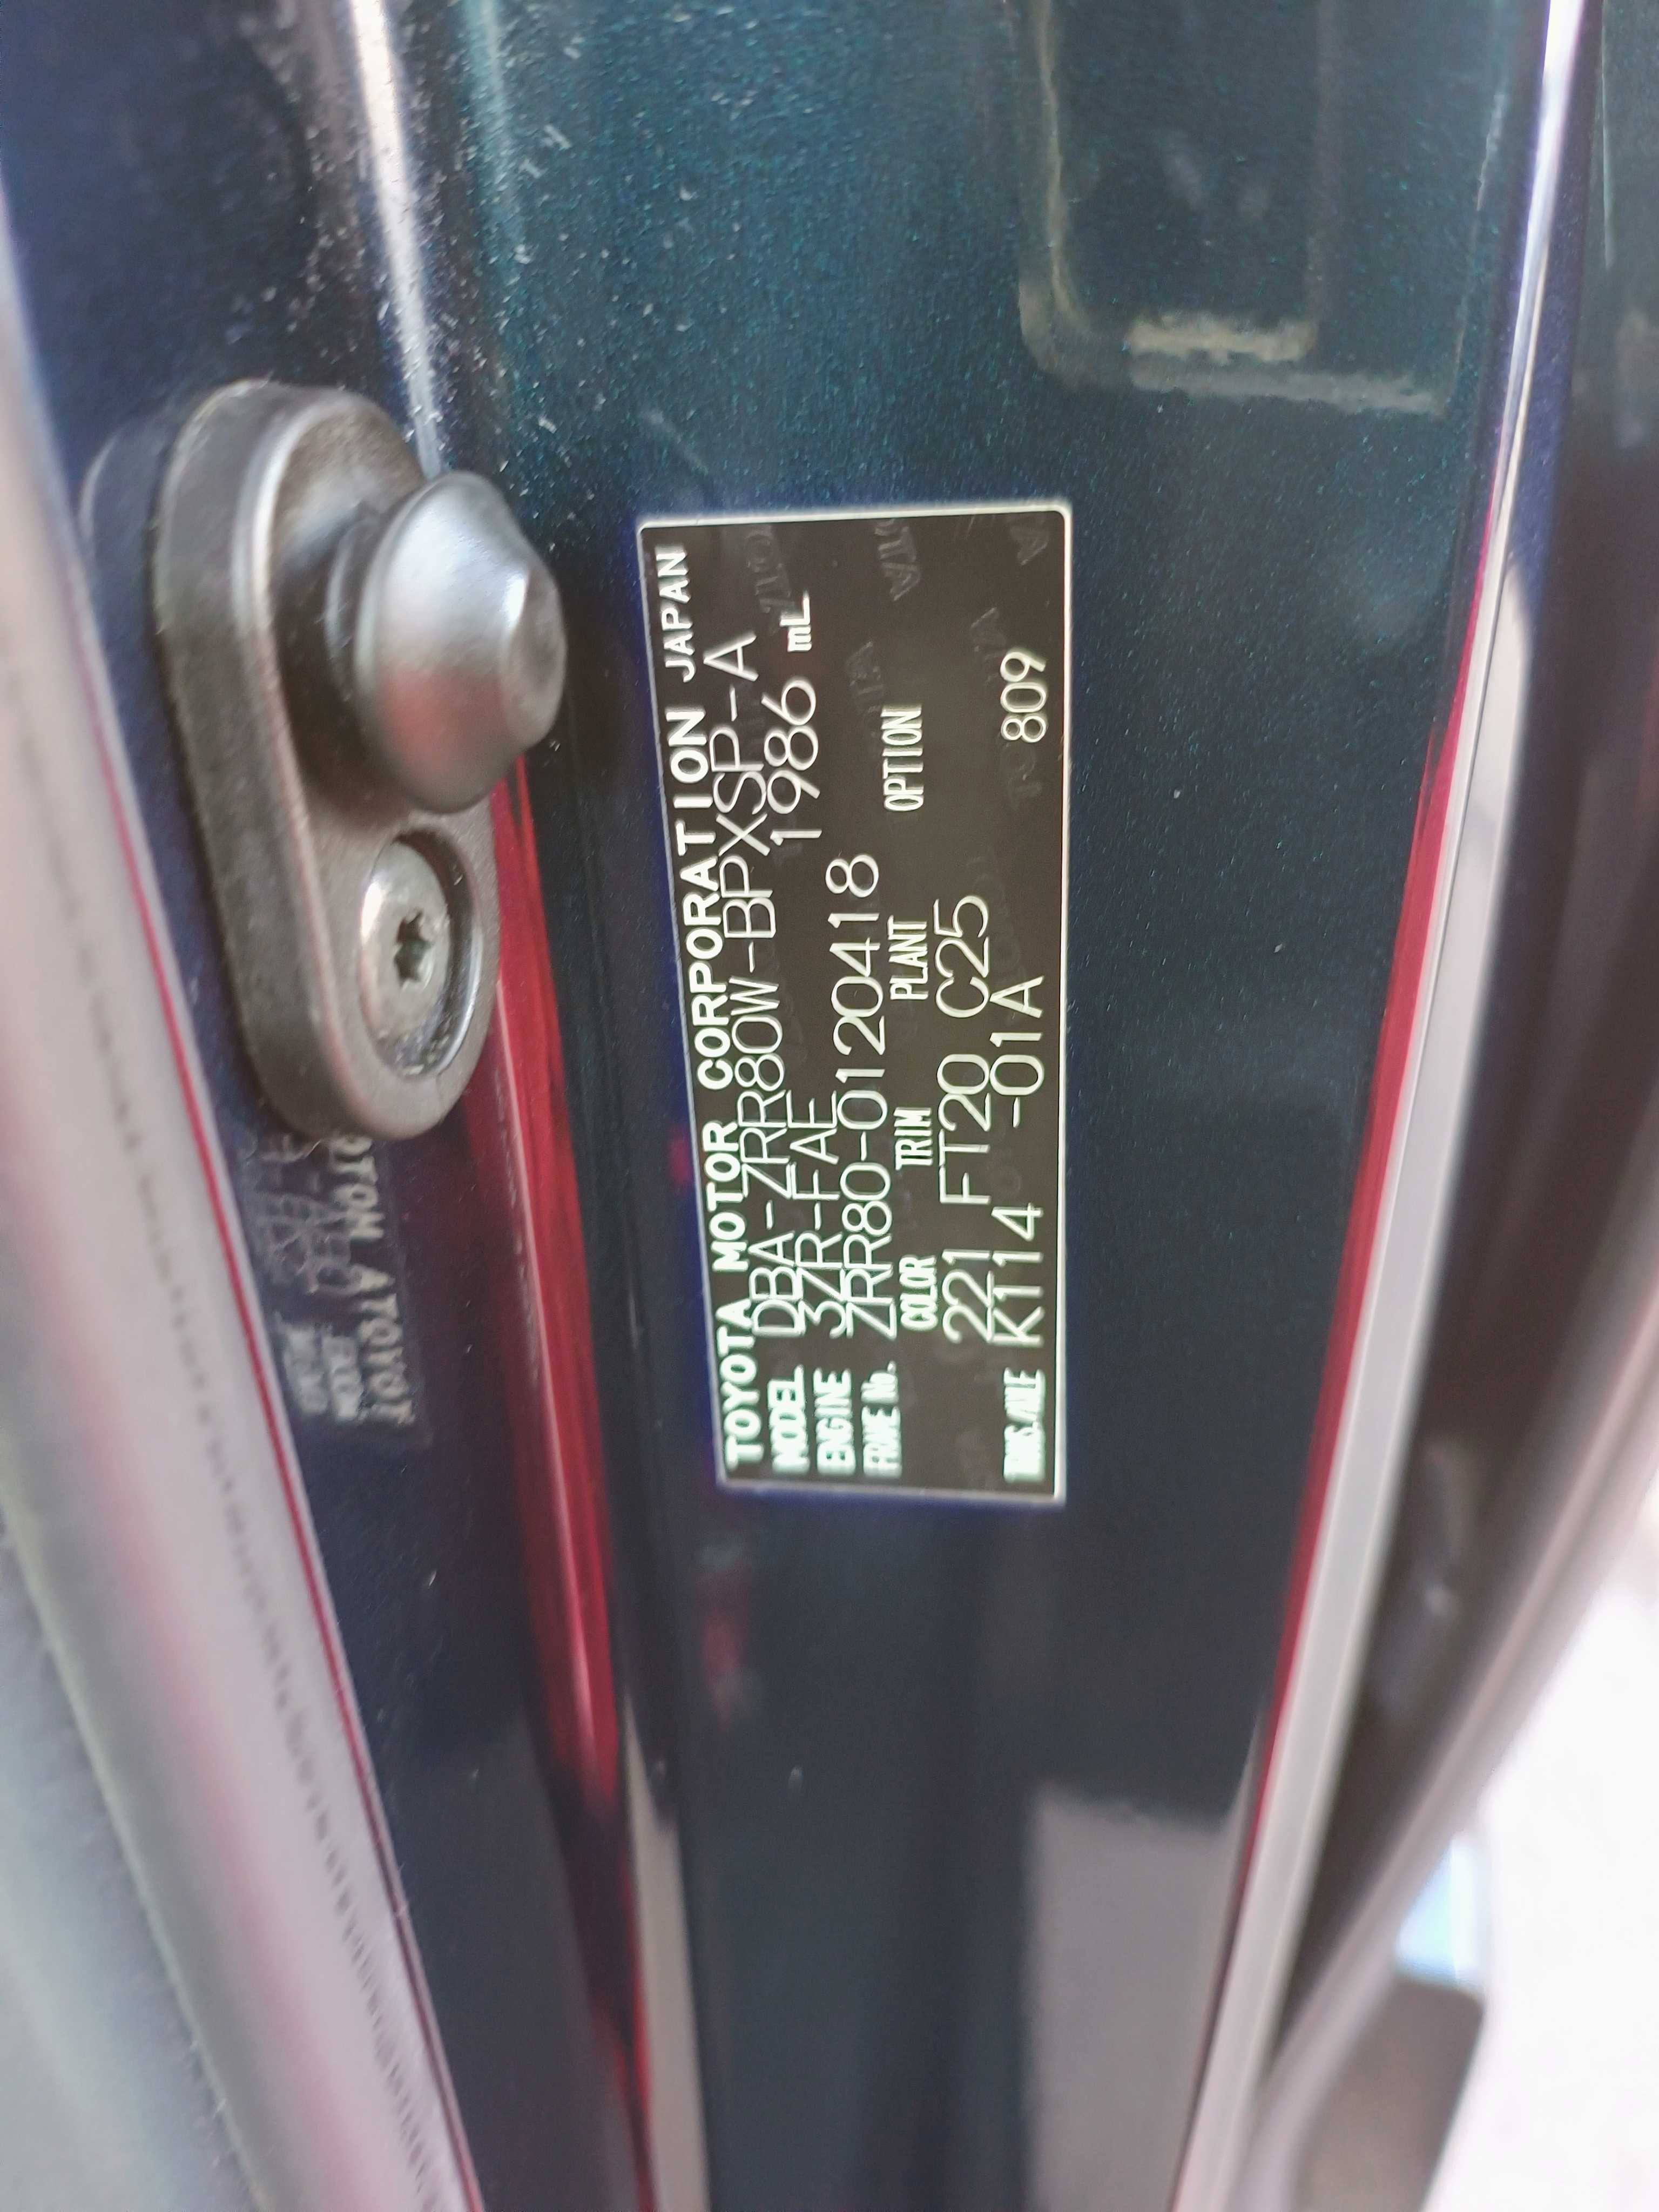 TOYOTA MOTOR CORPORATION JAPAN
MODEL DBA-ZRR80W-BPXSP-A
ENGINE 3ZR-FAE 1986 mL
FRAME No. ZRR80-0120418
COLOR TRIM PLANT OPTION
221 FT20 C25
TRANS./AXLE K114 -01A 809